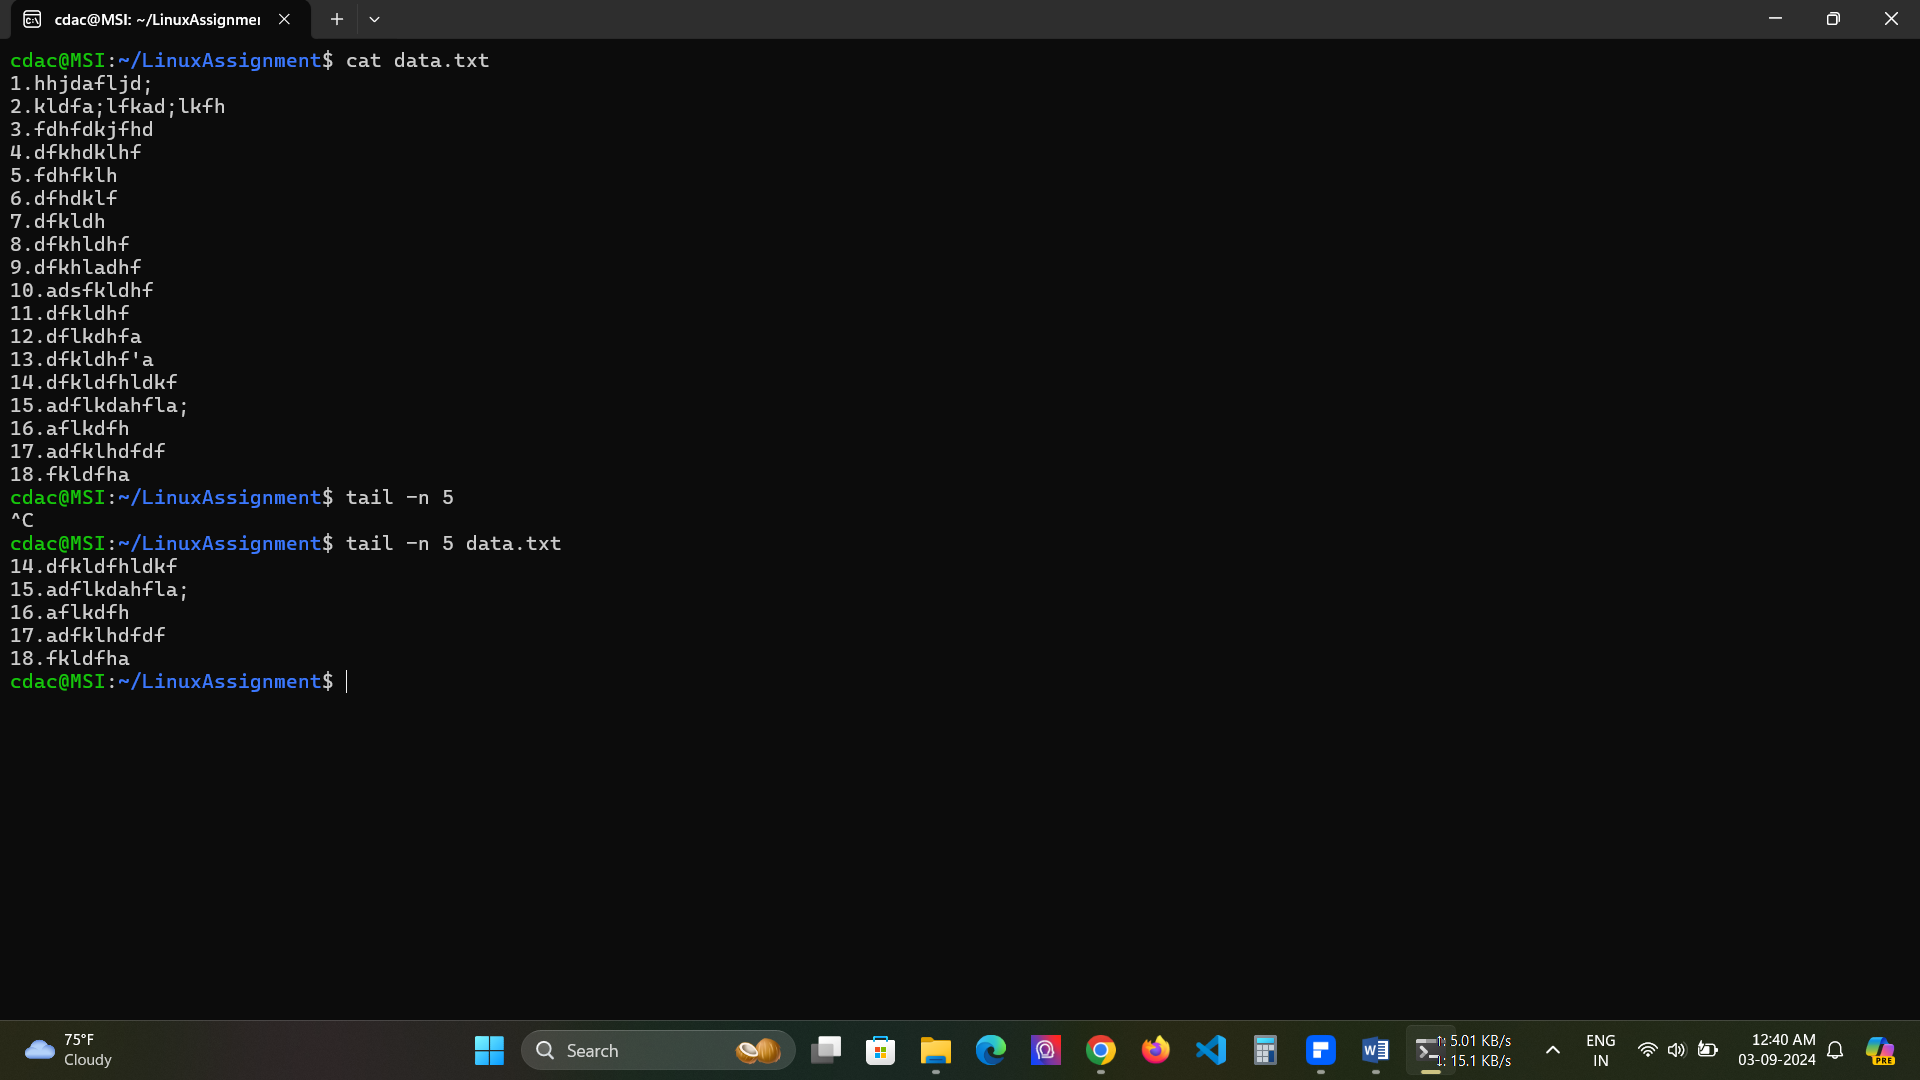 cdac@MSI: ~/LinuxAssignmer
cdac@MSI:~/LinuxAssignment$ cat data.txt
1.hhjdafljd;
2.kldfa;lfkad;lkfh
3.fdhfdkjfhd
4.dfkhdklhf
5.fdhfklh
6.dfhdklf
7.dfkldh
8.dfkhldhf
9.dfkhladhf
10.adsfkldhf
11.dfkldhf
12.dflkdhfa
13.dfkldhf'a
14.dfkldfhldkf
15.adflkdahfla;
16.aflkdfh
17.adfklhdfdf
18.fkldfha
cdac@MSI:~/LinuxAssignment$ tail -n 5
^C
cdac@MSI:~/LinuxAssignment$ tail -n 5 data.txt
14.dfkldfhldkf
15.adflkdahfla;
16.aflkdfh
17.adfklhdfdf
18.fkldfha
cdac@MSI:~/LinuxAssignment$
75°F
Cloudy
Search
5.01 KB/s
15.1 KB/s
ENG
IN
12:40 AM
03-09-2024
PRE